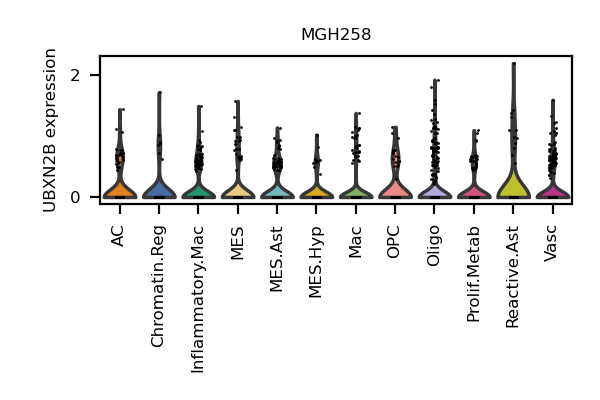 MGH258
UBXN2B expression
2
0
AC
Chromatin.Reg
Inflammatory.Mac
MES
MES.Ast
MES.Hyp
Mac
OPC
Oligo
Prolif.Metab
Reactive.Ast
Vasc